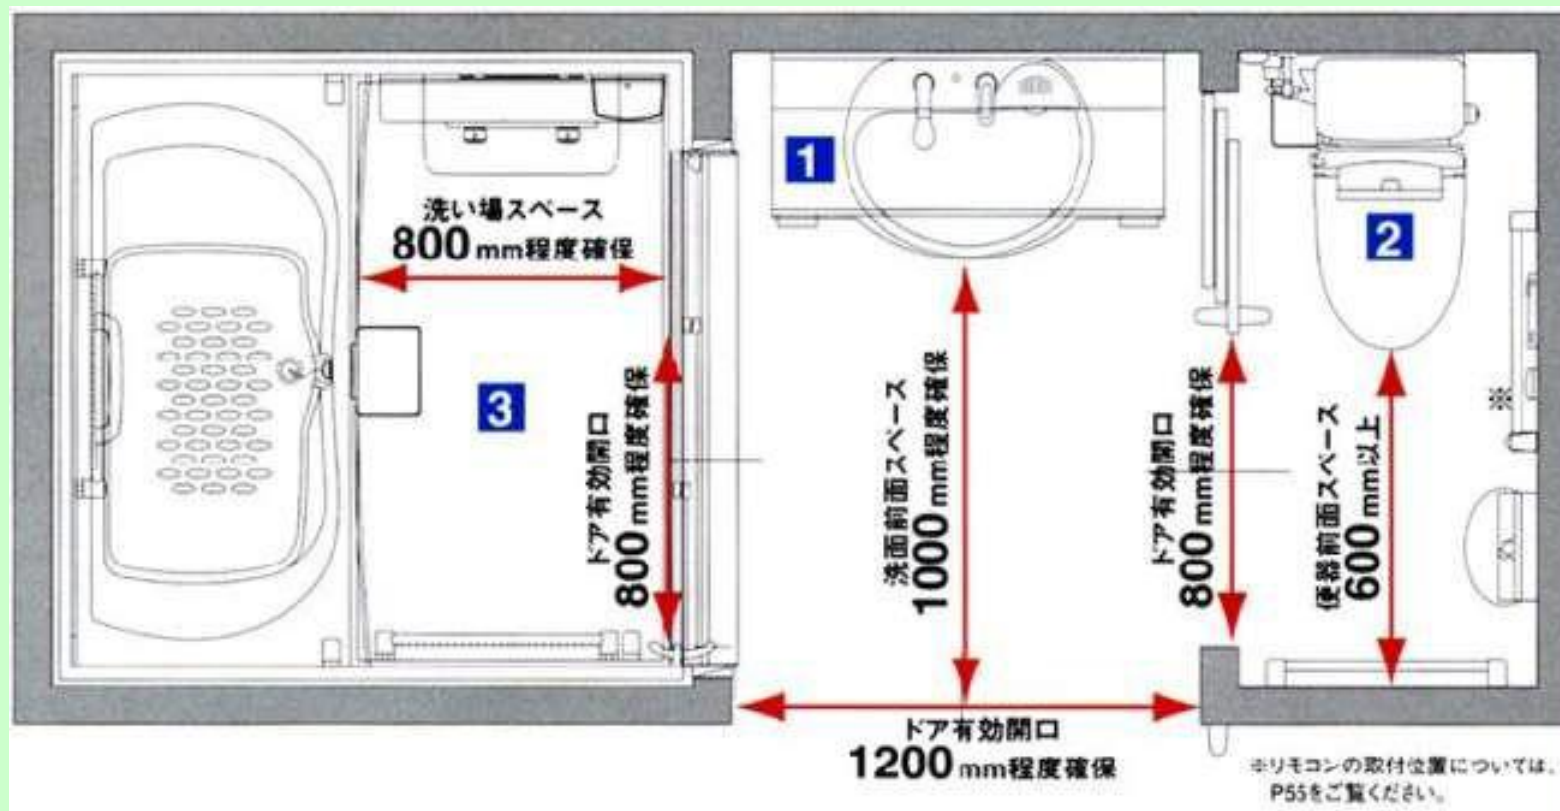 1
2
3
洗い場スペース
800mm程度確保
ドア有効開口
800mm程度確保
洗面前面スペース
1000mm程度確保
ドア有効開口
800mm程度確保
便器前面スペース
600mm以上
※
ドア有効開口
1200mm程度確保
※リモコンの取付位置については、
P55をご覧ください。